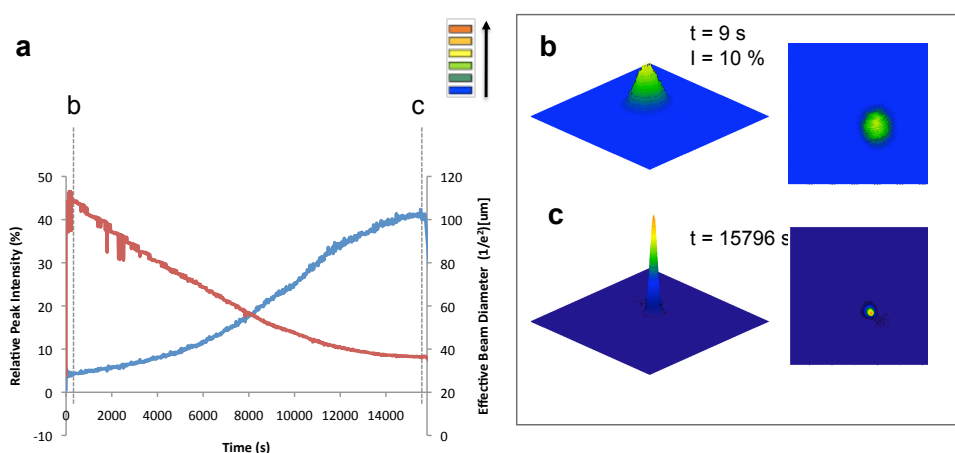 a
b
c
50
40
30
20
10
0
-10
Relative Peak Intensity (%)
0 2000 4000 6000 8000 10000 12000 14000
Time (s)
120
100
80
60
40
20
0
Effective Beam Diameter (1/e²)[um]
b
t = 9 s
I = 10 %
c
t = 15796 s